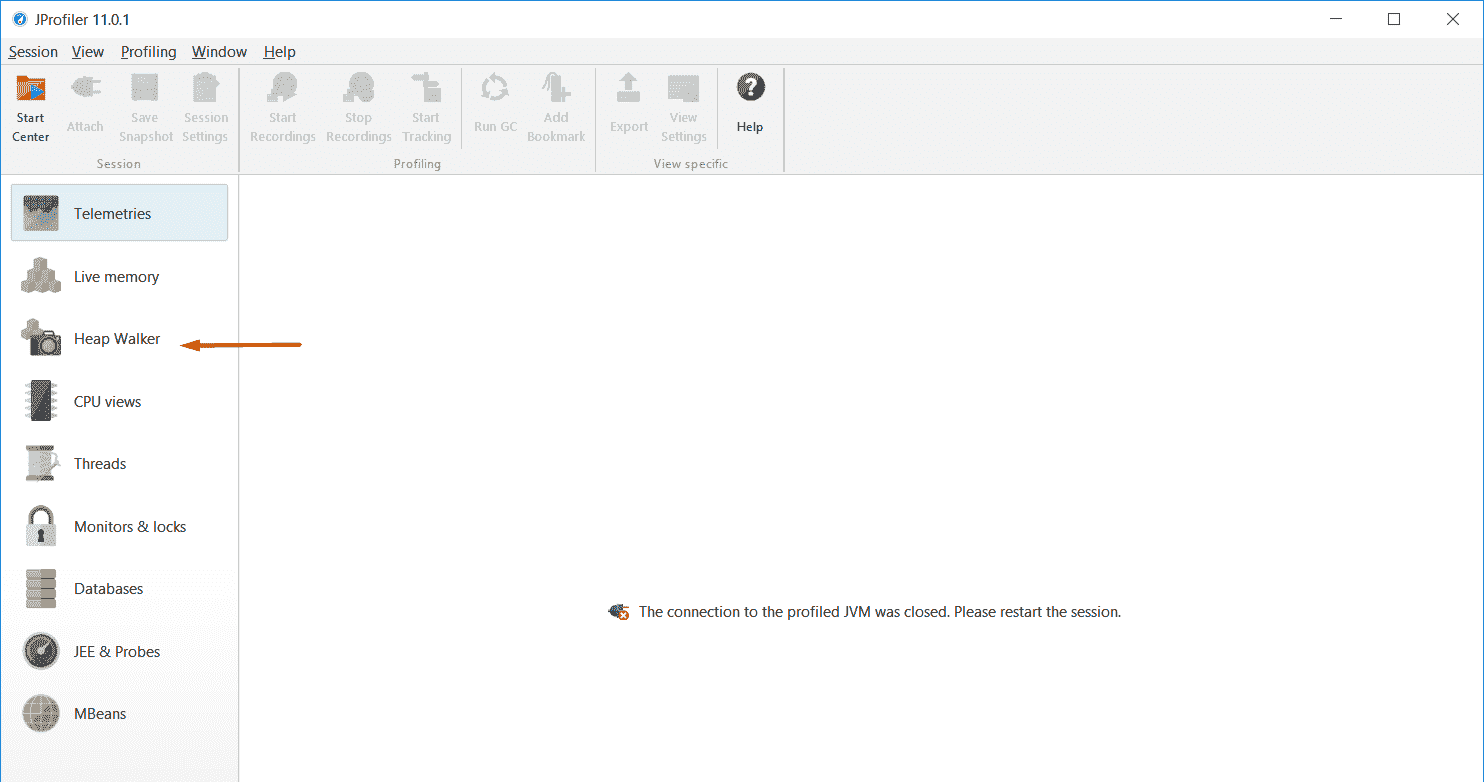 JProfiler 11.0.1
Session View Profiling Window Help
Start Center
Attach
Save Snapshot
Session Settings
Start Recordings
Stop Recordings
Start Tracking
Run GC
Add Bookmark
Export
View Settings
Help
Session
Profiling
View specific
Telemetries
Live memory
Heap Walker
CPU views
Threads
Monitors & locks
Databases
JEE & Probes
MBeans
The connection to the profiled JVM was closed. Please restart the session.